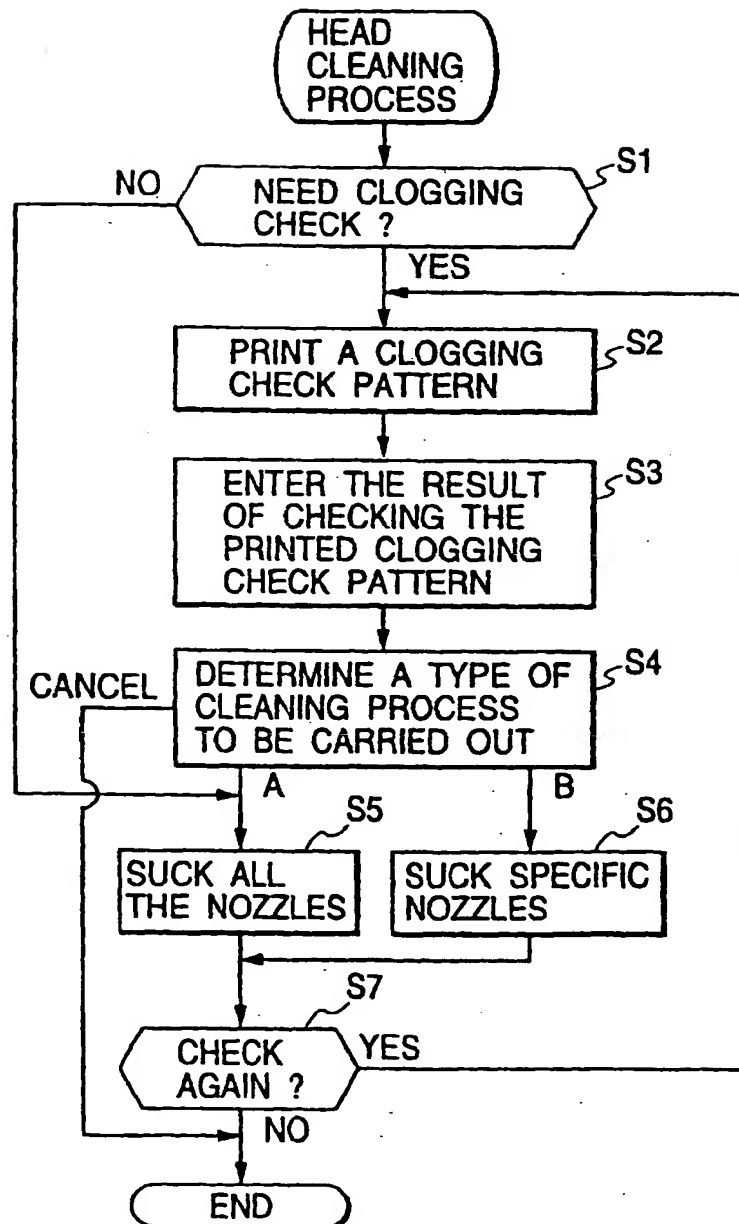 HEAD
CLEANING
PROCESS
S1
NO
NEED CLOGGING
CHECK ?
YES
S2
PRINT A CLOGGING
CHECK PATTERN
S3
ENTER THE RESULT
OF CHECKING THE
PRINTED CLOGGING
CHECK PATTERN
S4
CANCEL
DETERMINE A TYPE OF
CLEANING PROCESS
TO BE CARRIED OUT
A
B
S5
S6
SUCK ALL
THE NOZZLES
SUCK SPECIFIC
NOZZLES
S7
CHECK
AGAIN ?
YES
NO
END